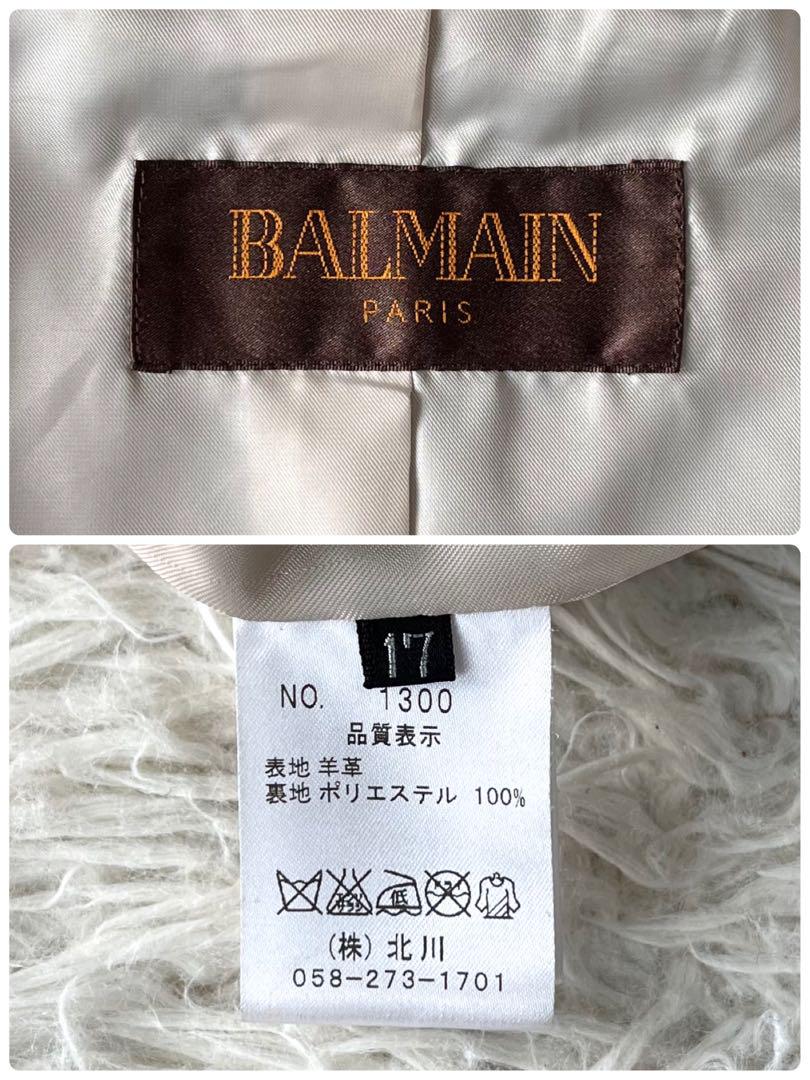 BALMAIN
PARIS
17
NO. 1300
品質表示
表地 羊革
裏地 ポリエステル 100%
低
(株) 北川
058-273-1701